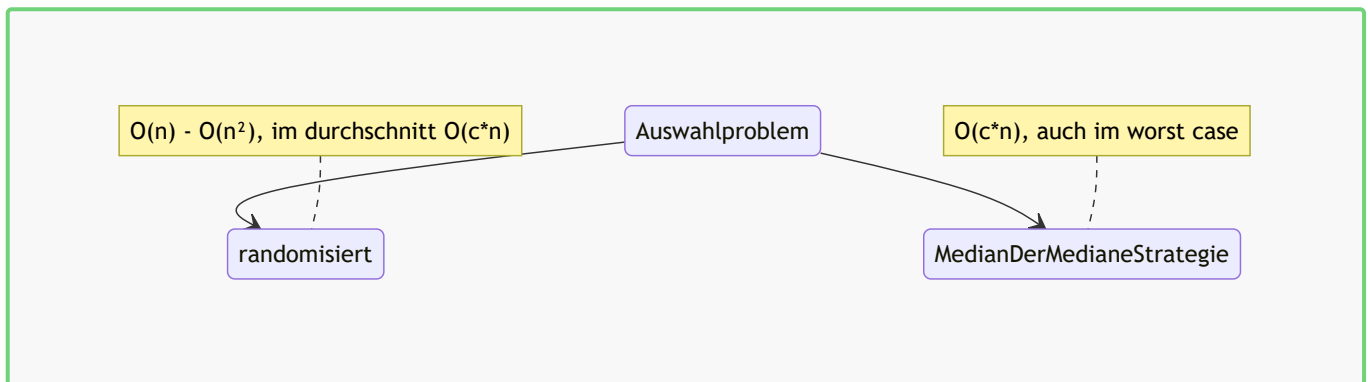 O(n) - O(n²), im durchschnitt O(c*n)
Auswahlproblem
O(c*n), auch im worst case
randomisiert
MedianDerMedianeStrategie